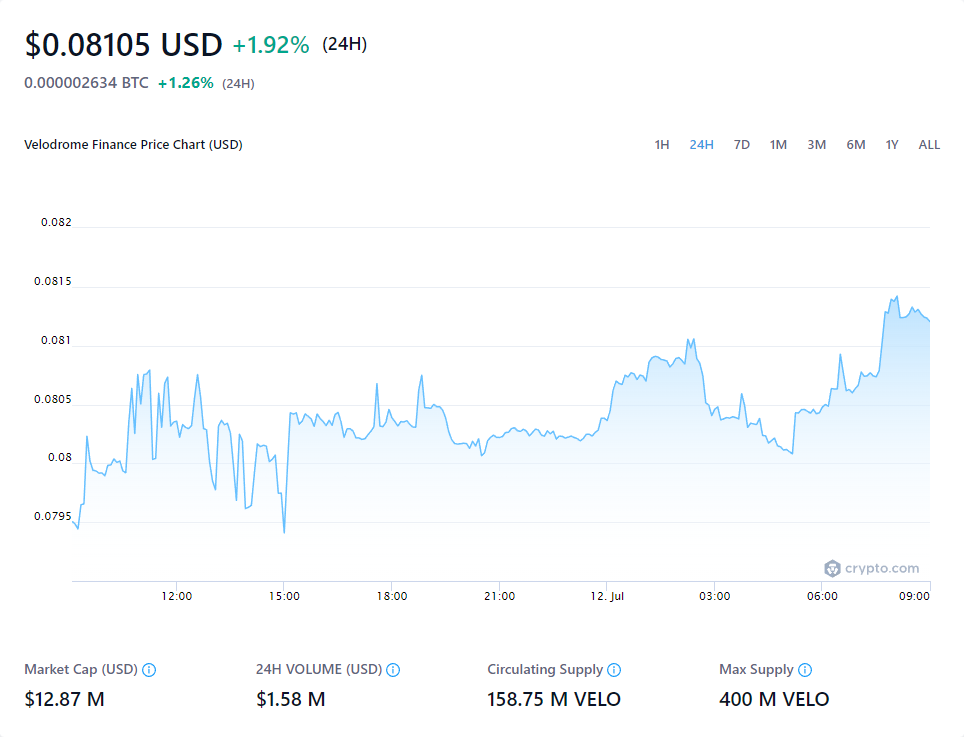 $0.08105 USD +1.92% (24H)
0.000002634 BTC +1.26% (24H)
Velodrome Finance Price Chart (USD) 1H 24H 7D 1M 3M 6M 1Y ALL
0.082
0.0815
0.081
0.0805
0.08
0.0795
crypto.com
12:00 15:00 18:00 21:00 12. Jul 03:00 06:00 09:00
Market Cap (USD) 24H VOLUME (USD) Circulating Supply Max Supply
$12.87 M $1.58 M 158.75 M VELO 400 M VELO